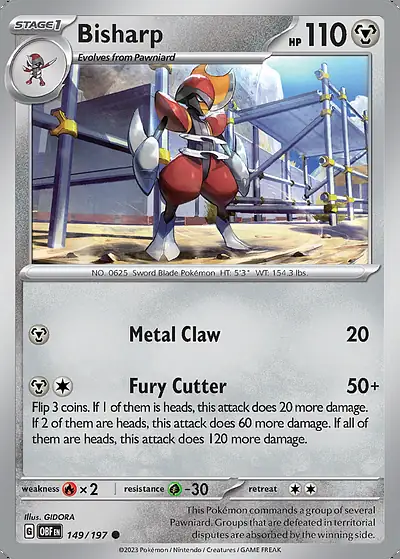 STAGE1
Bisharp
HP 110
Evolves from Pawniard
NO. 0625 Sword Blade Pokémon HT: 5'3" WT: 154.3 lbs.
Metal Claw 20
Fury Cutter 50+
Flip 3 coins. If 1 of them is heads, this attack does 20 more damage.
If 2 of them are heads, this attack does 60 more damage. If all of
them are heads, this attack does 120 more damage.
weakness × 2 resistance -30 retreat
Illus. GIDORA
G OBF EN 149/197
This Pokémon commands a group of several
Pawniard. Groups that are defeated in territorial
disputes are absorbed by the winning side.
©2023 Pokémon / Nintendo / Creatures / GAME FREAK